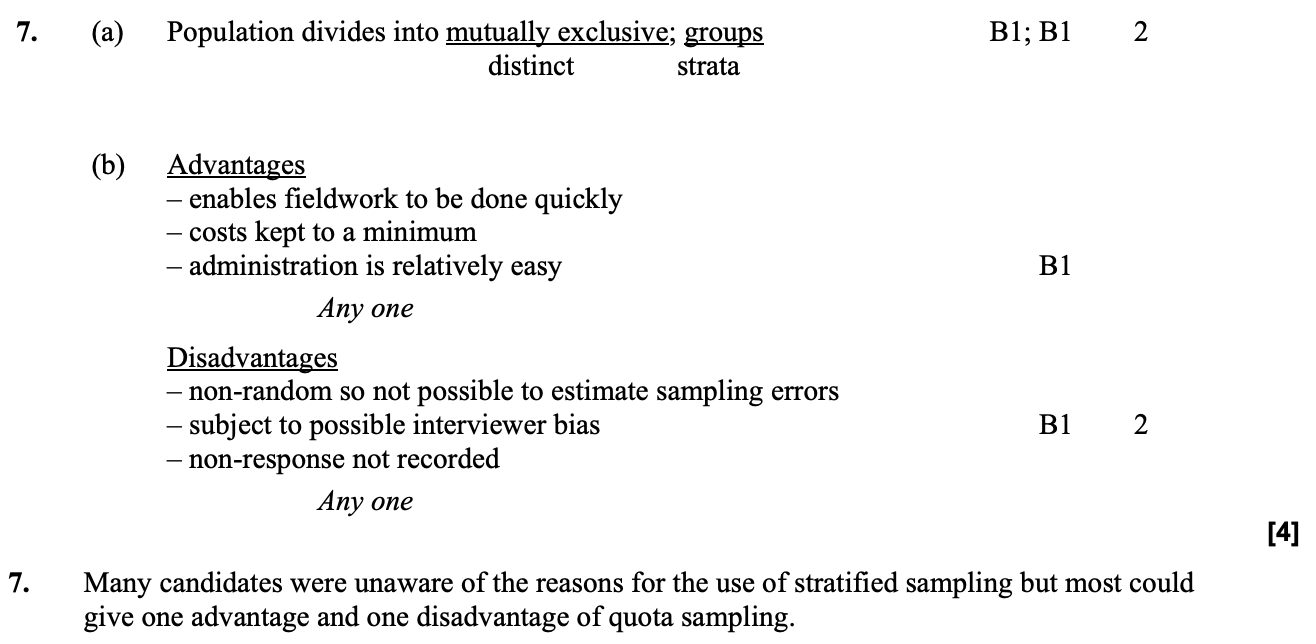 7. (a) Population divides into mutually exclusive; groups B1; B1 2
distinct strata
(b) Advantages
– enables fieldwork to be done quickly
– costs kept to a minimum
– administration is relatively easy B1
Any one
Disadvantages
– non-random so not possible to estimate sampling errors
– subject to possible interviewer bias B1 2
– non-response not recorded
Any one
[4]
7. Many candidates were unaware of the reasons for the use of stratified sampling but most could
give one advantage and one disadvantage of quota sampling.